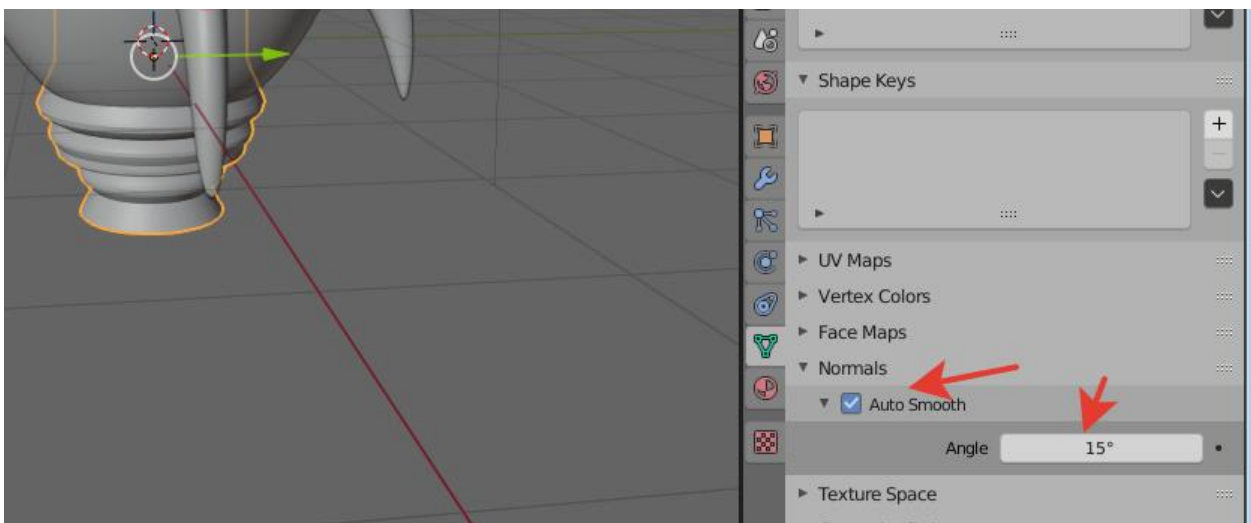 Shape Keys
UV Maps
Vertex Colors
Face Maps
Normals
Auto Smooth
Angle 15°
Texture Space